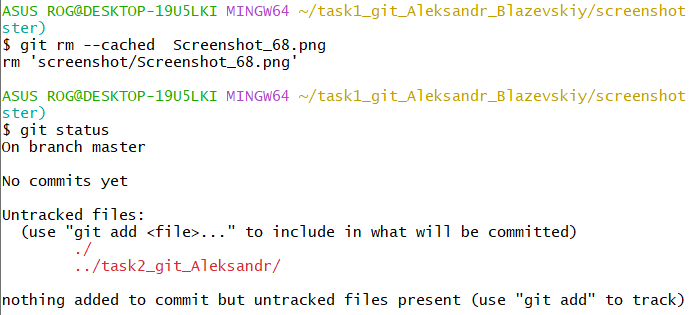 ASUS ROG@DESKTOP-19U5LKI MINGW64 ~/task1_git_Aleksandr_Blazevskiy/screenshot
ster)
$ git rm --cached  Screenshot_68.png
rm 'screenshot/Screenshot_68.png'
ASUS ROG@DESKTOP-19U5LKI MINGW64 ~/task1_git_Aleksandr_Blazevskiy/screenshot
ster)
$ git status
On branch master
No commits yet
Untracked files:
  (use "git add <file>..." to include in what will be committed)
        ./
        ../task2_git_Aleksandr/
nothing added to commit but untracked files present (use "git add" to track)